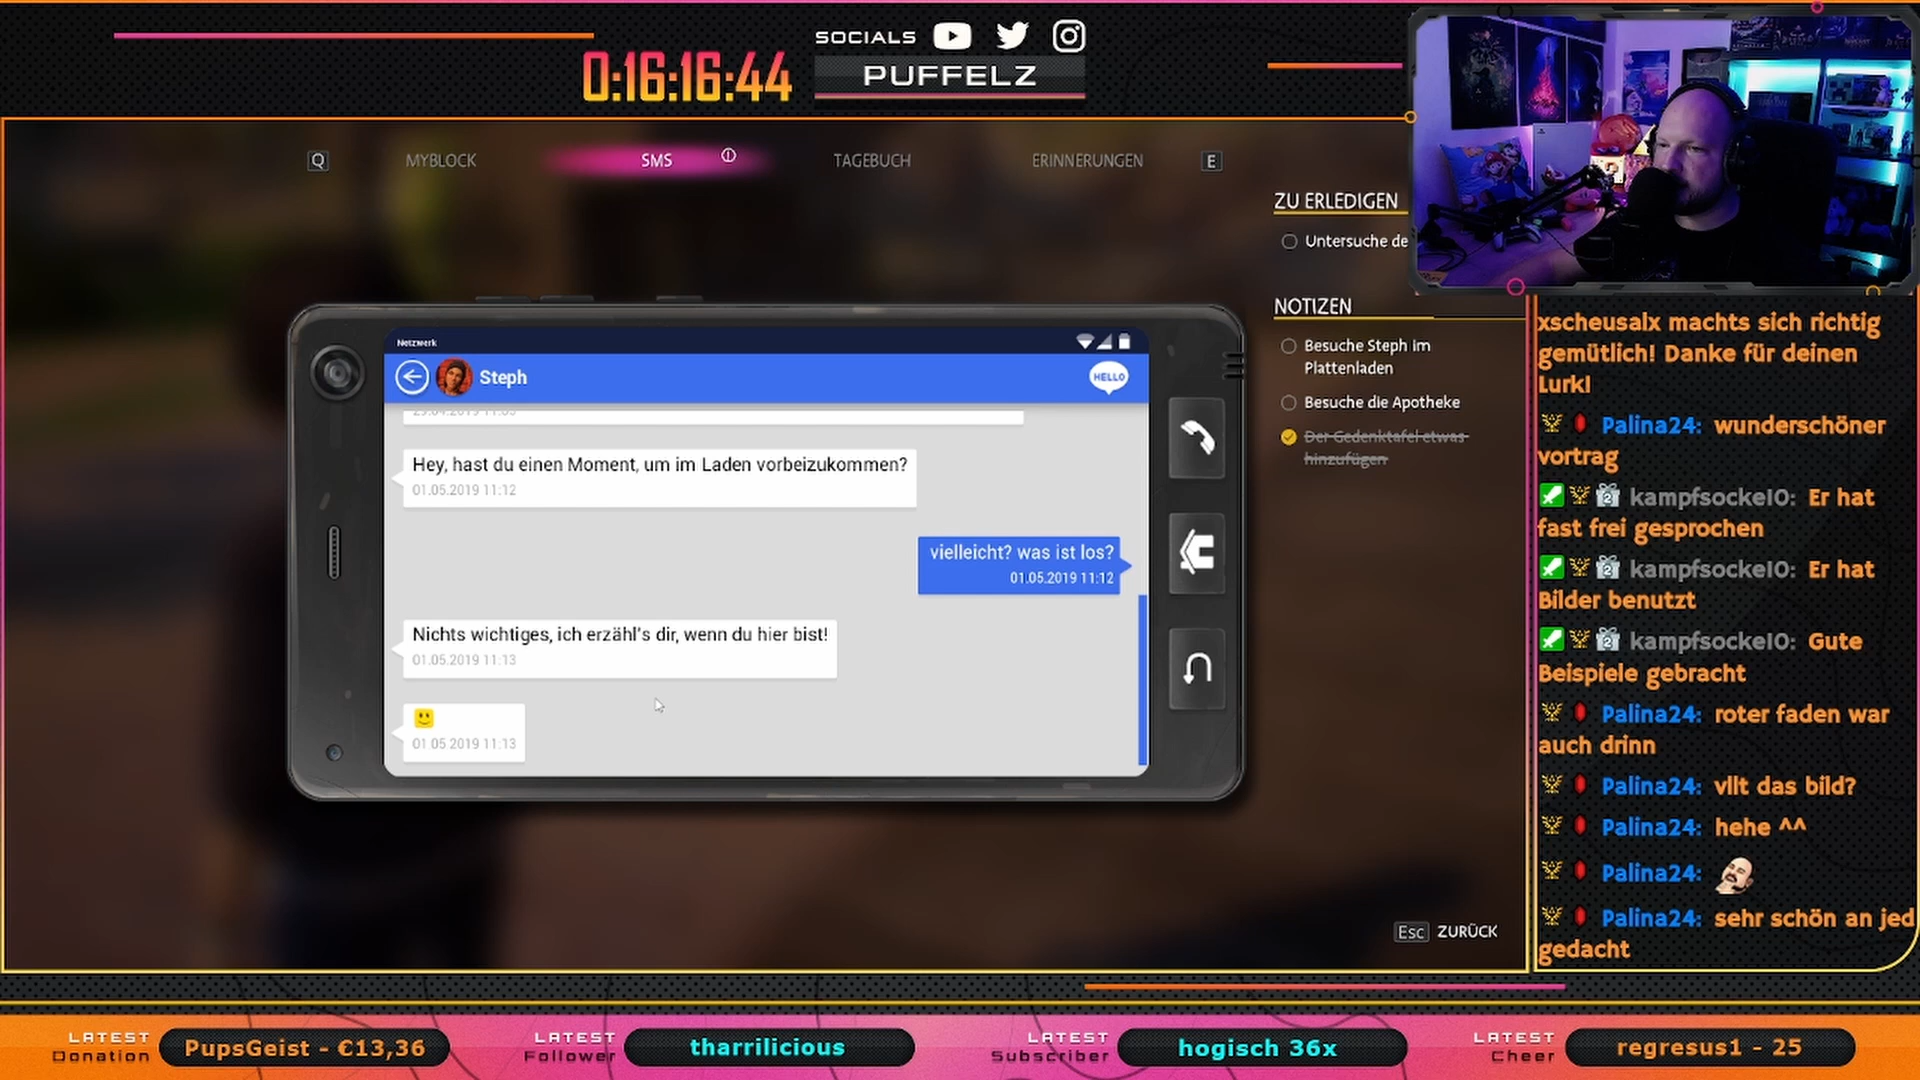 SOCIALS
0:16:16:44
PUFFELZ
Q
MYBLOCK
SMS
TAGEBUCH
ERINNERUNGEN
E
ZU ERLEDIGEN
Untersuche de
NOTIZEN
Besuche Steph im
Plattenladen
Besuche die Apotheke
Der Gedenktafel etwas
hinzufügen
Netzwerk
Steph
HELLO
29.04.2019 11:03
Hey, hast du einen Moment, um im Laden vorbeizukommen?
01.05.2019 11:12
vielleicht? was ist los?
01.05.2019 11:12
Nichts wichtiges, ich erzähl's dir, wenn du hier bist!
01.05.2019 11:13
01.05.2019 11:13
Esc ZURÜCK
xscheusalx machts sich richtig
gemütlich! Danke für deinen
Lurk!
Palina24: wunderschöner
vortrag
kampfsocke10: Er hat
fast frei gesprochen
kampfsocke10: Er hat
Bilder benutzt
kampfsocke10: Gute
Beispiele gebracht
Palina24: roter faden war
auch drinn
Palina24: vllt das bild?
Palina24: hehe ^^
Palina24:
Palina24: sehr schön an jed
gedacht
LATEST
Donation
PupsGeist - €13,36
LATEST
Follower
tharrilicious
LATEST
Subscriber
hogisch 36x
LATEST
Cheer
regresus1 - 25